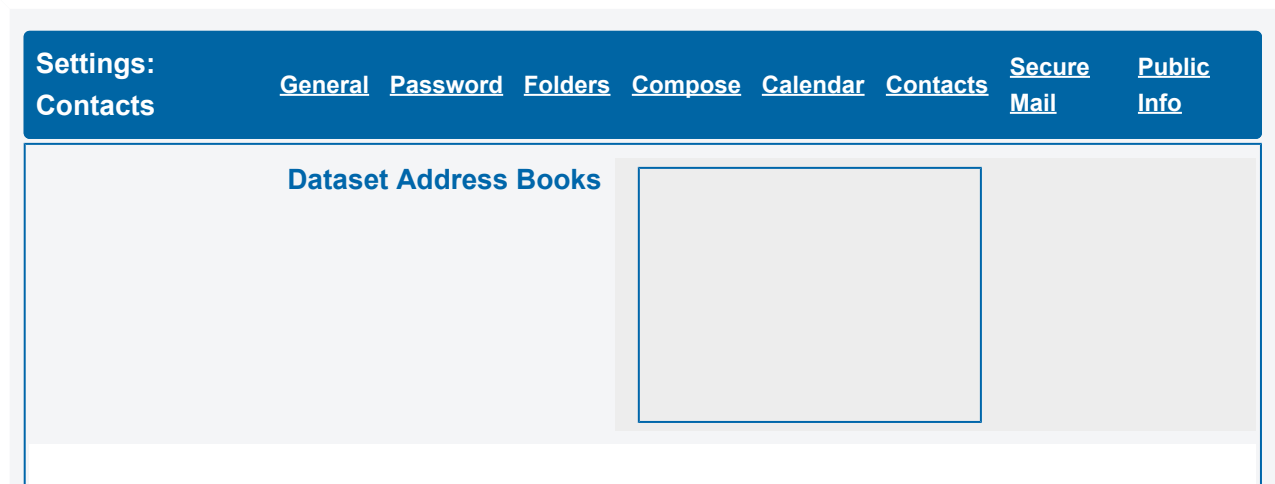 Settings:
Contacts
General Password Folders Compose Calendar Contacts
Secure
Mail
Public
Info
Dataset Address Books